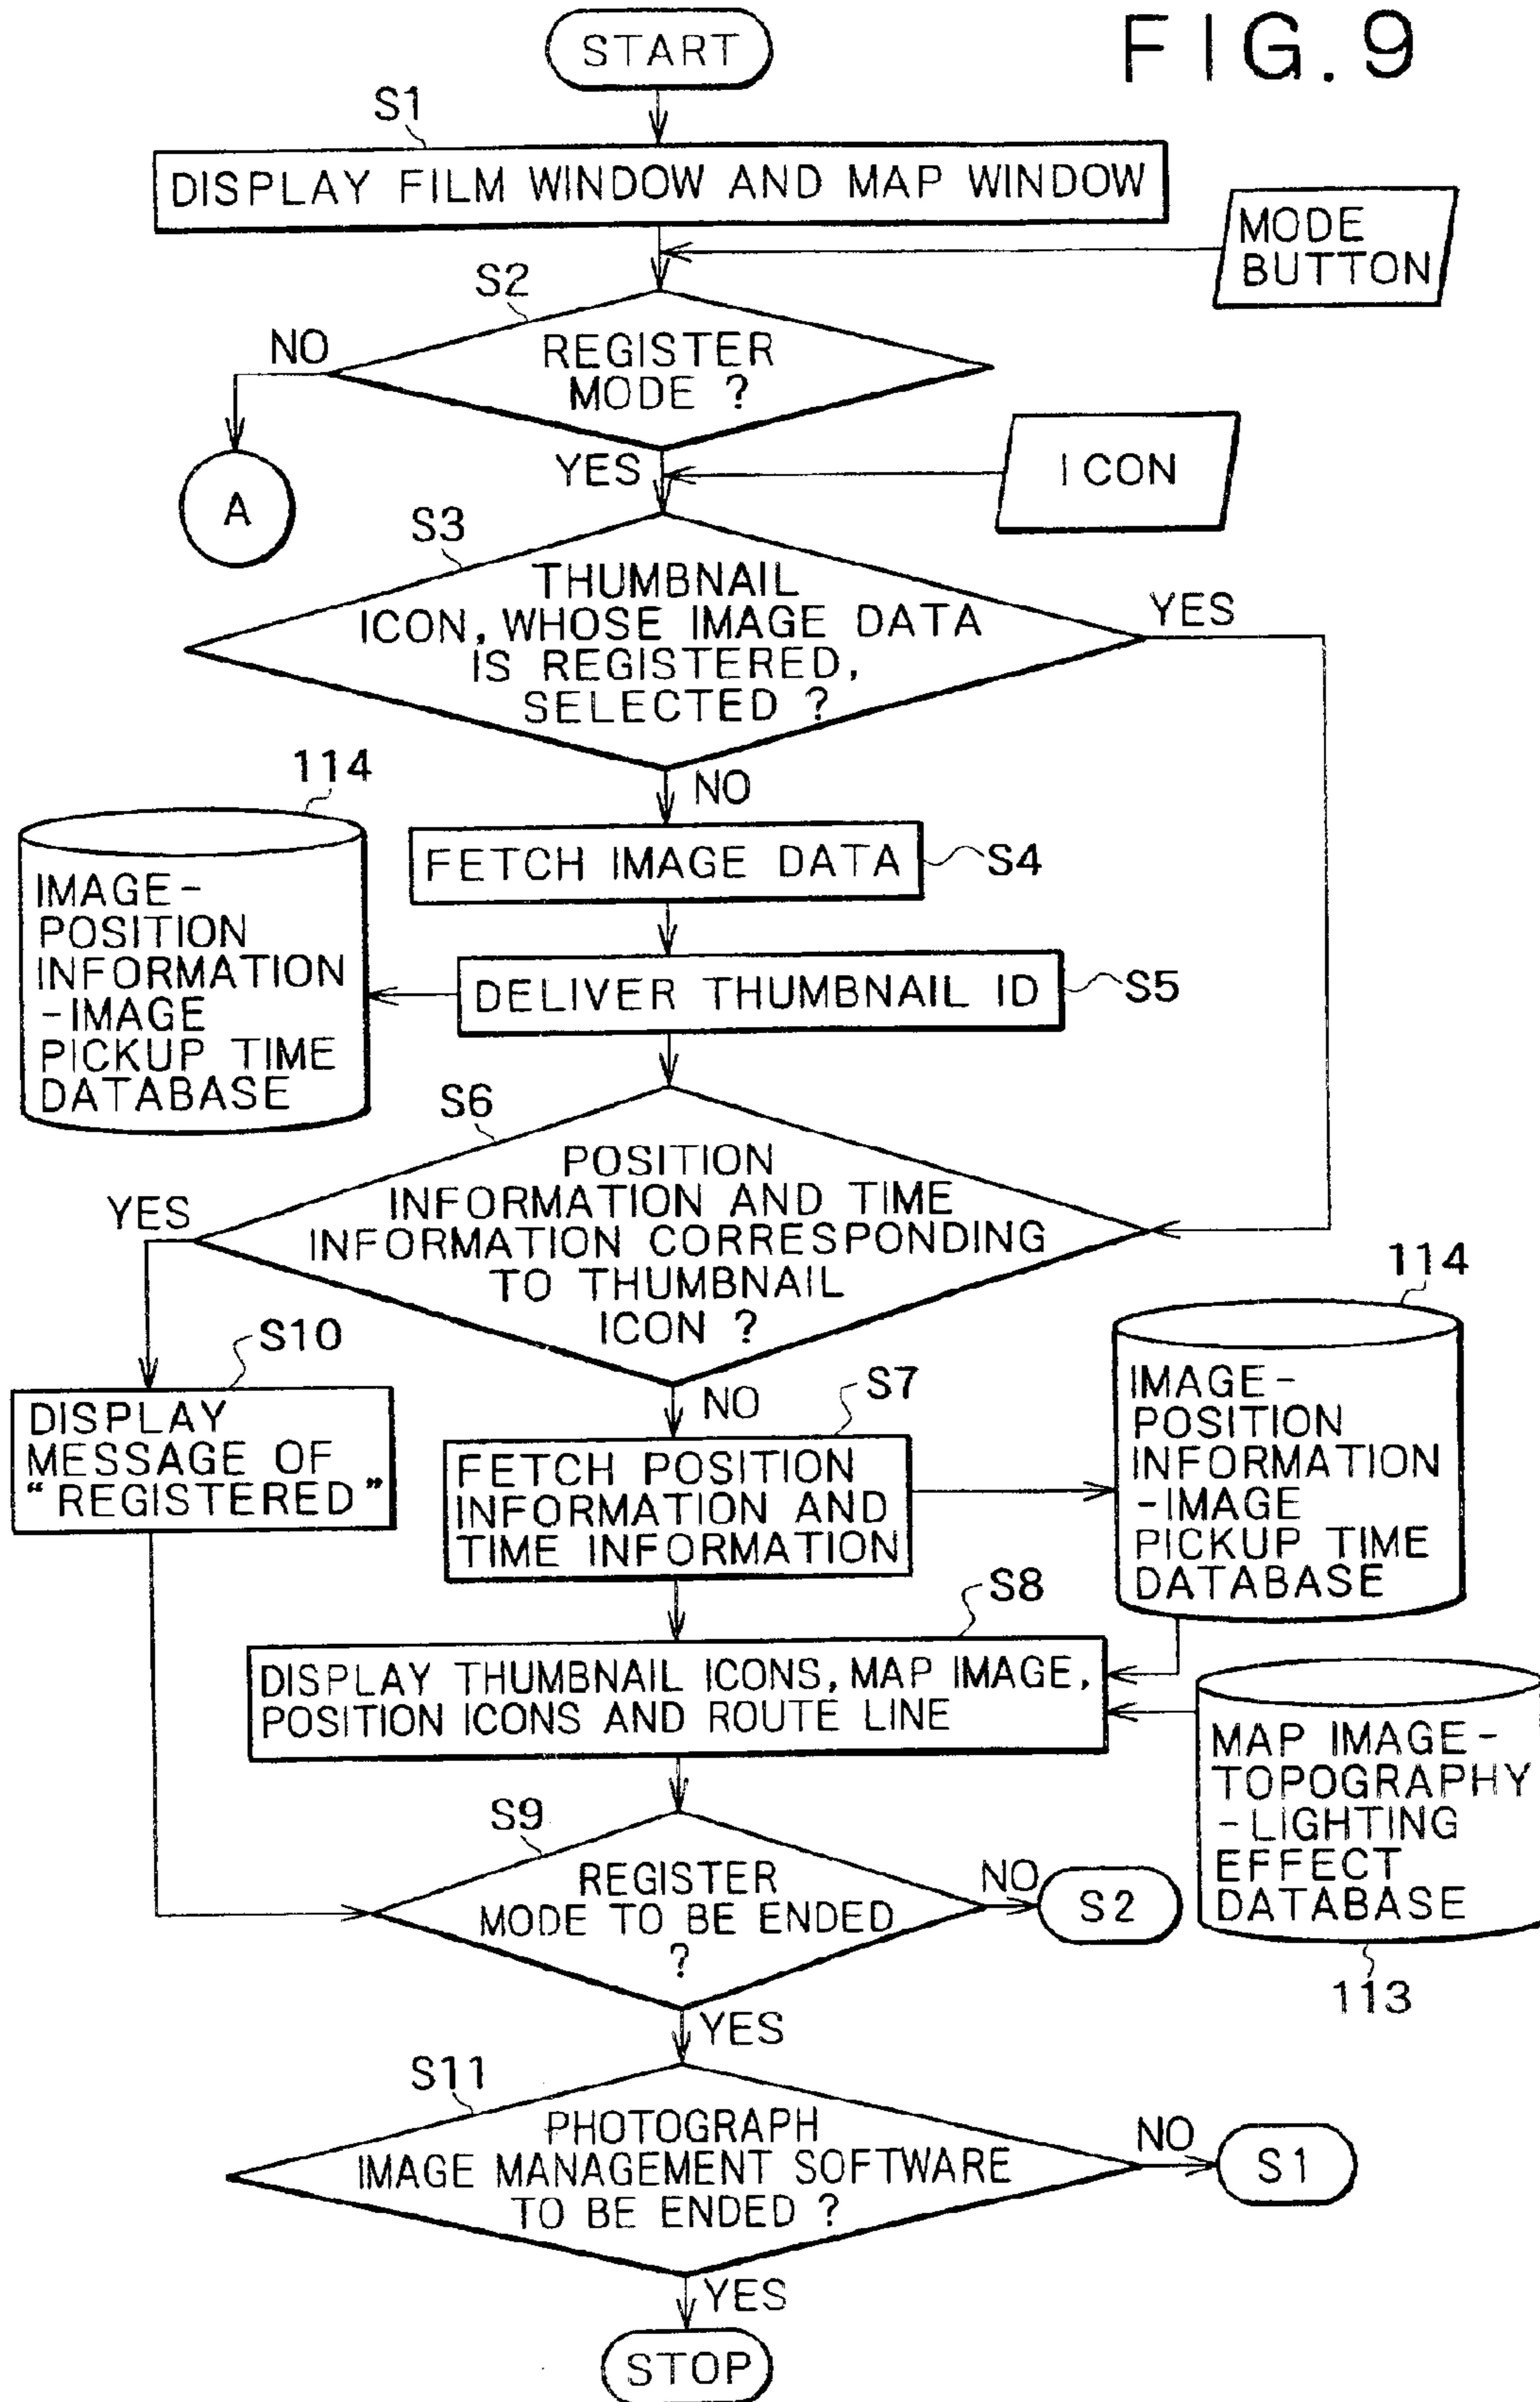 FIG. 9
START
S1
DISPLAY FILM WINDOW AND MAP WINDOW
MODE
BUTTON
S2
REGISTER
MODE ?
NO
YES
A
ICON
S3
THUMBNAIL
ICON, WHOSE IMAGE DATA
IS REGISTERED,
SELECTED ?
YES
NO
114
IMAGE-
POSITION
INFORMATION
-IMAGE
PICKUP TIME
DATABASE
FETCH IMAGE DATA
S4
DELIVER THUMBNAIL ID
S5
S6
POSITION
INFORMATION AND TIME
INFORMATION CORRESPONDING
TO THUMBNAIL
ICON ?
YES
NO
S10
DISPLAY
MESSAGE OF
“REGISTERED”
S7
FETCH POSITION
INFORMATION AND
TIME INFORMATION
114
IMAGE-
POSITION
INFORMATION
-IMAGE
PICKUP TIME
DATABASE
S8
DISPLAY THUMBNAIL ICONS, MAP IMAGE,
POSITION ICONS AND ROUTE LINE
MAP IMAGE-
TOPOGRAPHY
-LIGHTING
EFFECT
DATABASE
113
S9
REGISTER
MODE TO BE ENDED
?
NO
S2
YES
S11
PHOTOGRAPH
IMAGE MANAGEMENT SOFTWARE
TO BE ENDED ?
NO
S1
YES
STOP